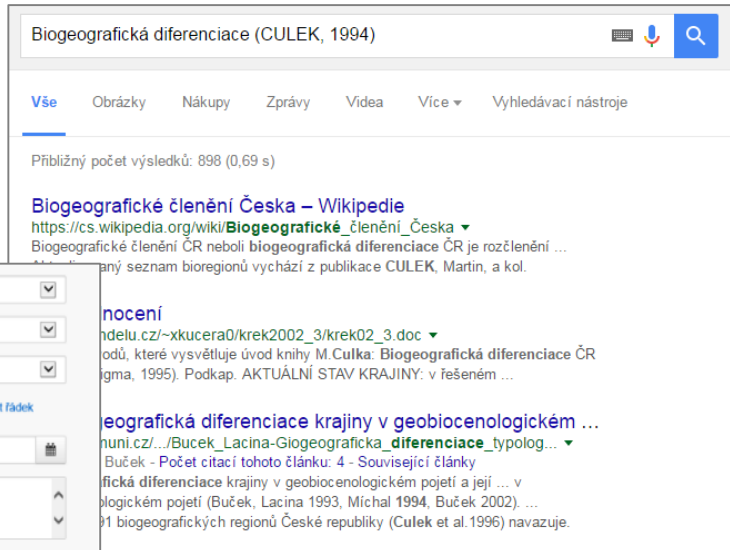 Biogeografická diferenciace (CULEK, 1994)
Vše Obrázky Nákupy Zprávy Videa Více Vyhledávací nástroje
Přibližný počet výsledků: 898 (0,69 s)
Biogeografické členění Česka – Wikipedie
https://cs.wikipedia.org/wiki/Biogeografické_členění_Česka
Biogeografické členění ČR neboli biogeografická diferenciace ČR je rozčlenění ...
seznam bioregionů vychází z publikace CULEK, Martin, a kol.
nocení
ndelu.cz/~xkucera0/krek2002_3/krek02_3.doc
vodů, které vysvětluje úvod knihy M.Culka: Biogeografická diferenciace ČR
igma, 1995). Podkap. AKTUÁLNÍ STAV KRAJINY: v řešeném ...
t řádek
geografická diferenciace krajiny v geobiocenologickém ...
muni.cz/.../Bucek_Lacina-Giogeograficka_diferenciace_typolog...
Buček - Počet citací tohoto článku: 4 - Související články
fická diferenciace krajiny v geobiocenologickém pojetí a její ... v
ologickém pojetí (Buček, Lacina 1993, Míchal 1994, Buček 2002). ...
91 biogeografických regionů České republiky (Culek et al.1996) navazuje.